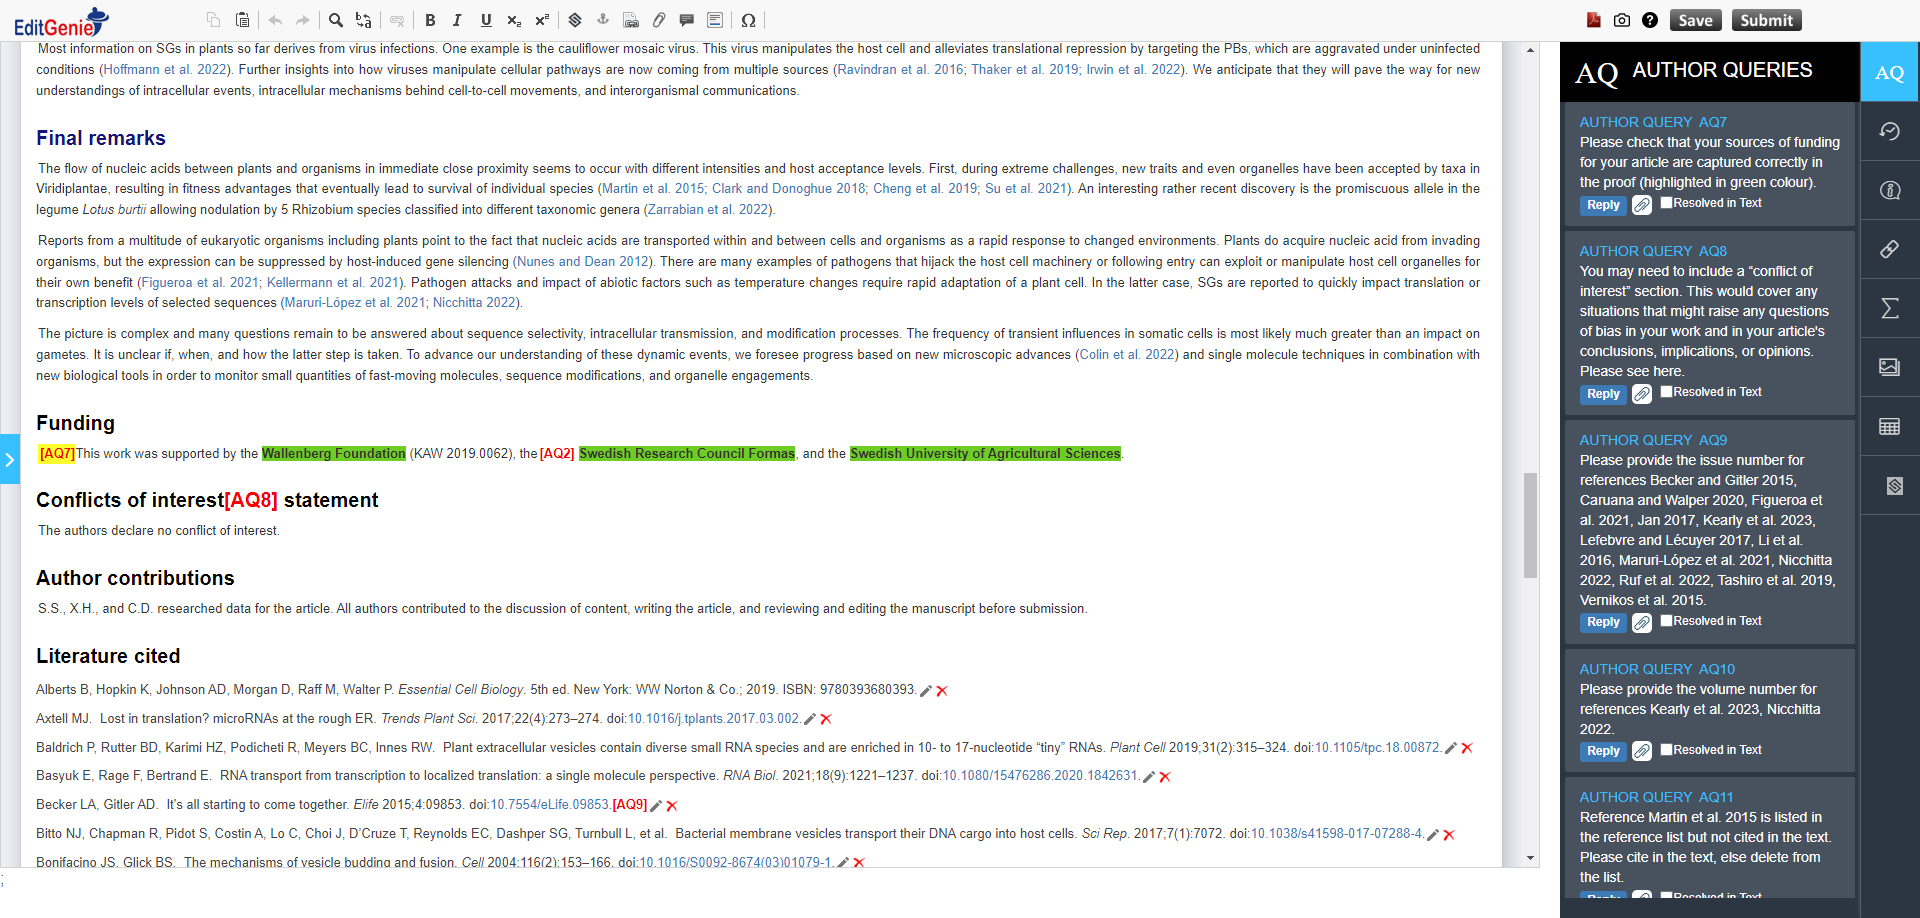 EditGenie
B I U X₂ X² Ω
Save Submit
Most information on SGs in plants so far derives from virus infections. One example is the cauliflower mosaic virus. This virus manipulates the host cell and alleviates translational repression by targeting the PBs, which are aggravated under uninfected
conditions (Hoffmann et al. 2022). Further insights into how viruses manipulate cellular pathways are now coming from multiple sources (Ravindran et al. 2016; Thaker et al. 2019; Irwin et al. 2022). We anticipate that they will pave the way for new
understandings of intracellular events, intracellular mechanisms behind cell-to-cell movements, and interorganismal communications.
Final remarks
The flow of nucleic acids between plants and organisms in immediate close proximity seems to occur with different intensities and host acceptance levels. First, during extreme challenges, new traits and even organelles have been accepted by taxa in
Viridiplantae, resulting in fitness advantages that eventually lead to survival of individual species (Martin et al. 2015; Clark and Donoghue 2018; Cheng et al. 2019; Su et al. 2021). An interesting rather recent discovery is the promiscuous allele in the
legume Lotus burtii allowing nodulation by 5 Rhizobium species classified into different taxonomic genera (Zarrabian et al. 2022).
Reports from a multitude of eukaryotic organisms including plants point to the fact that nucleic acids are transported within and between cells and organisms as a rapid response to changed environments. Plants do acquire nucleic acid from invading
organisms, but the expression can be suppressed by host-induced gene silencing (Nunes and Dean 2012). There are many examples of pathogens that hijack the host cell machinery or following entry can exploit or manipulate host cell organelles for
their own benefit (Figueroa et al. 2021; Kellermann et al. 2021). Pathogen attacks and impact of abiotic factors such as temperature changes require rapid adaptation of a plant cell. In the latter case, SGs are reported to quickly impact translation or
transcription levels of selected sequences (Maruri-López et al. 2021; Nicchitta 2022).
The picture is complex and many questions remain to be answered about sequence selectivity, intracellular transmission, and modification processes. The frequency of transient influences in somatic cells is most likely much greater than an impact on
gametes. It is unclear if, when, and how the latter step is taken. To advance our understanding of these dynamic events, we foresee progress based on new microscopic advances (Colin et al. 2022) and single molecule techniques in combination with
new biological tools in order to monitor small quantities of fast-moving molecules, sequence modifications, and organelle engagements.
Funding
[AQ7]This work was supported by the Wallenberg Foundation (KAW 2019.0062), the [AQ2] Swedish Research Council Formas, and the Swedish University of Agricultural Sciences.
Conflicts of interest[AQ8] statement
The authors declare no conflict of interest.
Author contributions
S.S., X.H., and C.D. researched data for the article. All authors contributed to the discussion of content, writing the article, and reviewing and editing the manuscript before submission.
Literature cited
Alberts B, Hopkin K, Johnson AD, Morgan D, Raff M, Walter P. Essential Cell Biology. 5th ed. New York: WW Norton & Co.; 2019. ISBN: 9780393680393.
Axtell MJ. Lost in translation? microRNAs at the rough ER. Trends Plant Sci. 2017;22(4):273–274. doi:10.1016/j.tplants.2017.03.002.
Baldrich P, Rutter BD, Karimi HZ, Podicheti R, Meyers BC, Innes RW. Plant extracellular vesicles contain diverse small RNA species and are enriched in 10- to 17-nucleotide “tiny” RNAs. Plant Cell 2019;31(2):315–324. doi:10.1105/tpc.18.00872.
Basyuk E, Rage F, Bertrand E. RNA transport from transcription to localized translation: a single molecule perspective. RNA Biol. 2021;18(9):1221–1237. doi:10.1080/15476286.2020.1842631.
Becker LA, Gitler AD. It’s all starting to come together. Elife 2015;4:09853. doi:10.7554/eLife.09853.[AQ9]
Bitto NJ, Chapman R, Pidot S, Costin A, Lo C, Choi J, D’Cruze T, Reynolds EC, Dashper SG, Turnbull L, et al. Bacterial membrane vesicles transport their DNA cargo into host cells. Sci Rep. 2017;7(1):7072. doi:10.1038/s41598-017-07288-4.
Bonifacino JS, Glick BS. The mechanisms of vesicle budding and fusion. Cell 2004;116(2):153–166. doi:10.1016/S0092-8674(03)01079-1.
;
AQ AUTHOR QUERIES
AQ
AUTHOR QUERY AQ7
Please check that your sources of funding
for your article are captured correctly in
the proof (highlighted in green colour).
Reply Resolved in Text
AUTHOR QUERY AQ8
You may need to include a “conflict of
interest” section. This would cover any
situations that might raise any questions
of bias in your work and in your article's
conclusions, implications, or opinions.
Please see here.
Reply Resolved in Text
AUTHOR QUERY AQ9
Please provide the issue number for
references Becker and Gitler 2015,
Caruana and Walper 2020, Figueroa et
al. 2021, Jan 2017, Kearly et al. 2023,
Lefebvre and Lécuyer 2017, Li et al.
2016, Maruri-López et al. 2021, Nicchitta
2022, Ruf et al. 2022, Tashiro et al. 2019,
Vernikos et al. 2015.
Reply Resolved in Text
AUTHOR QUERY AQ10
Please provide the volume number for
references Kearly et al. 2023, Nicchitta
2022.
Reply Resolved in Text
AUTHOR QUERY AQ11
Reference Martin et al. 2015 is listed in
the reference list but not cited in the text.
Please cite in the text, else delete from
the list.
Reply Resolved in Text